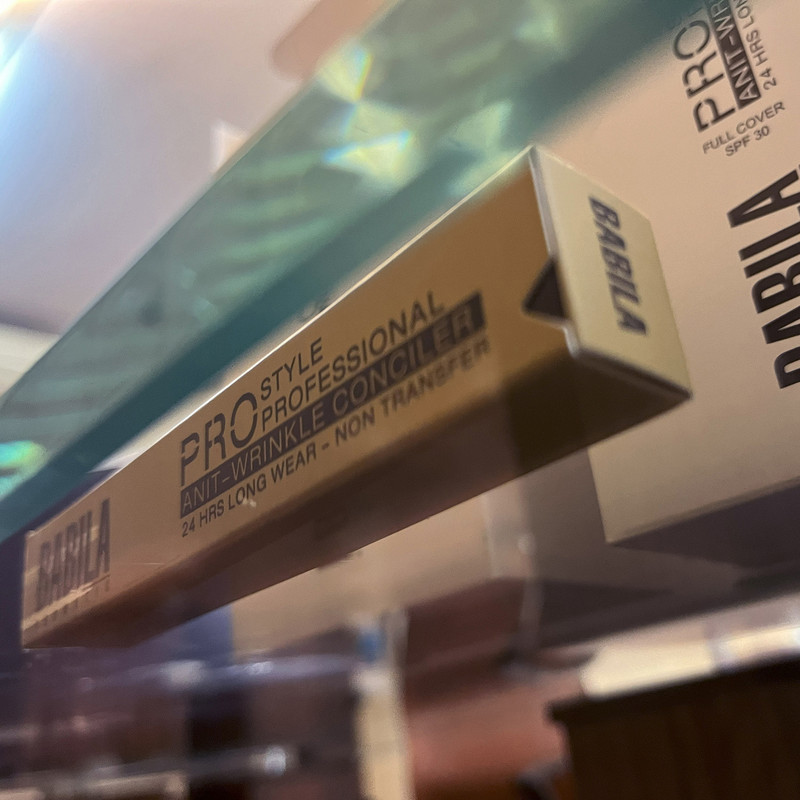 BABILA
PRO STYLE
PROFESSIONAL
ANIT-WRINKLE CONCILER
24 HRS LONG WEAR - NON TRANSFER
BABILA
PRO
ANIT-WR
24 HRS LON
FULL COVER
SPF 30
BABILA